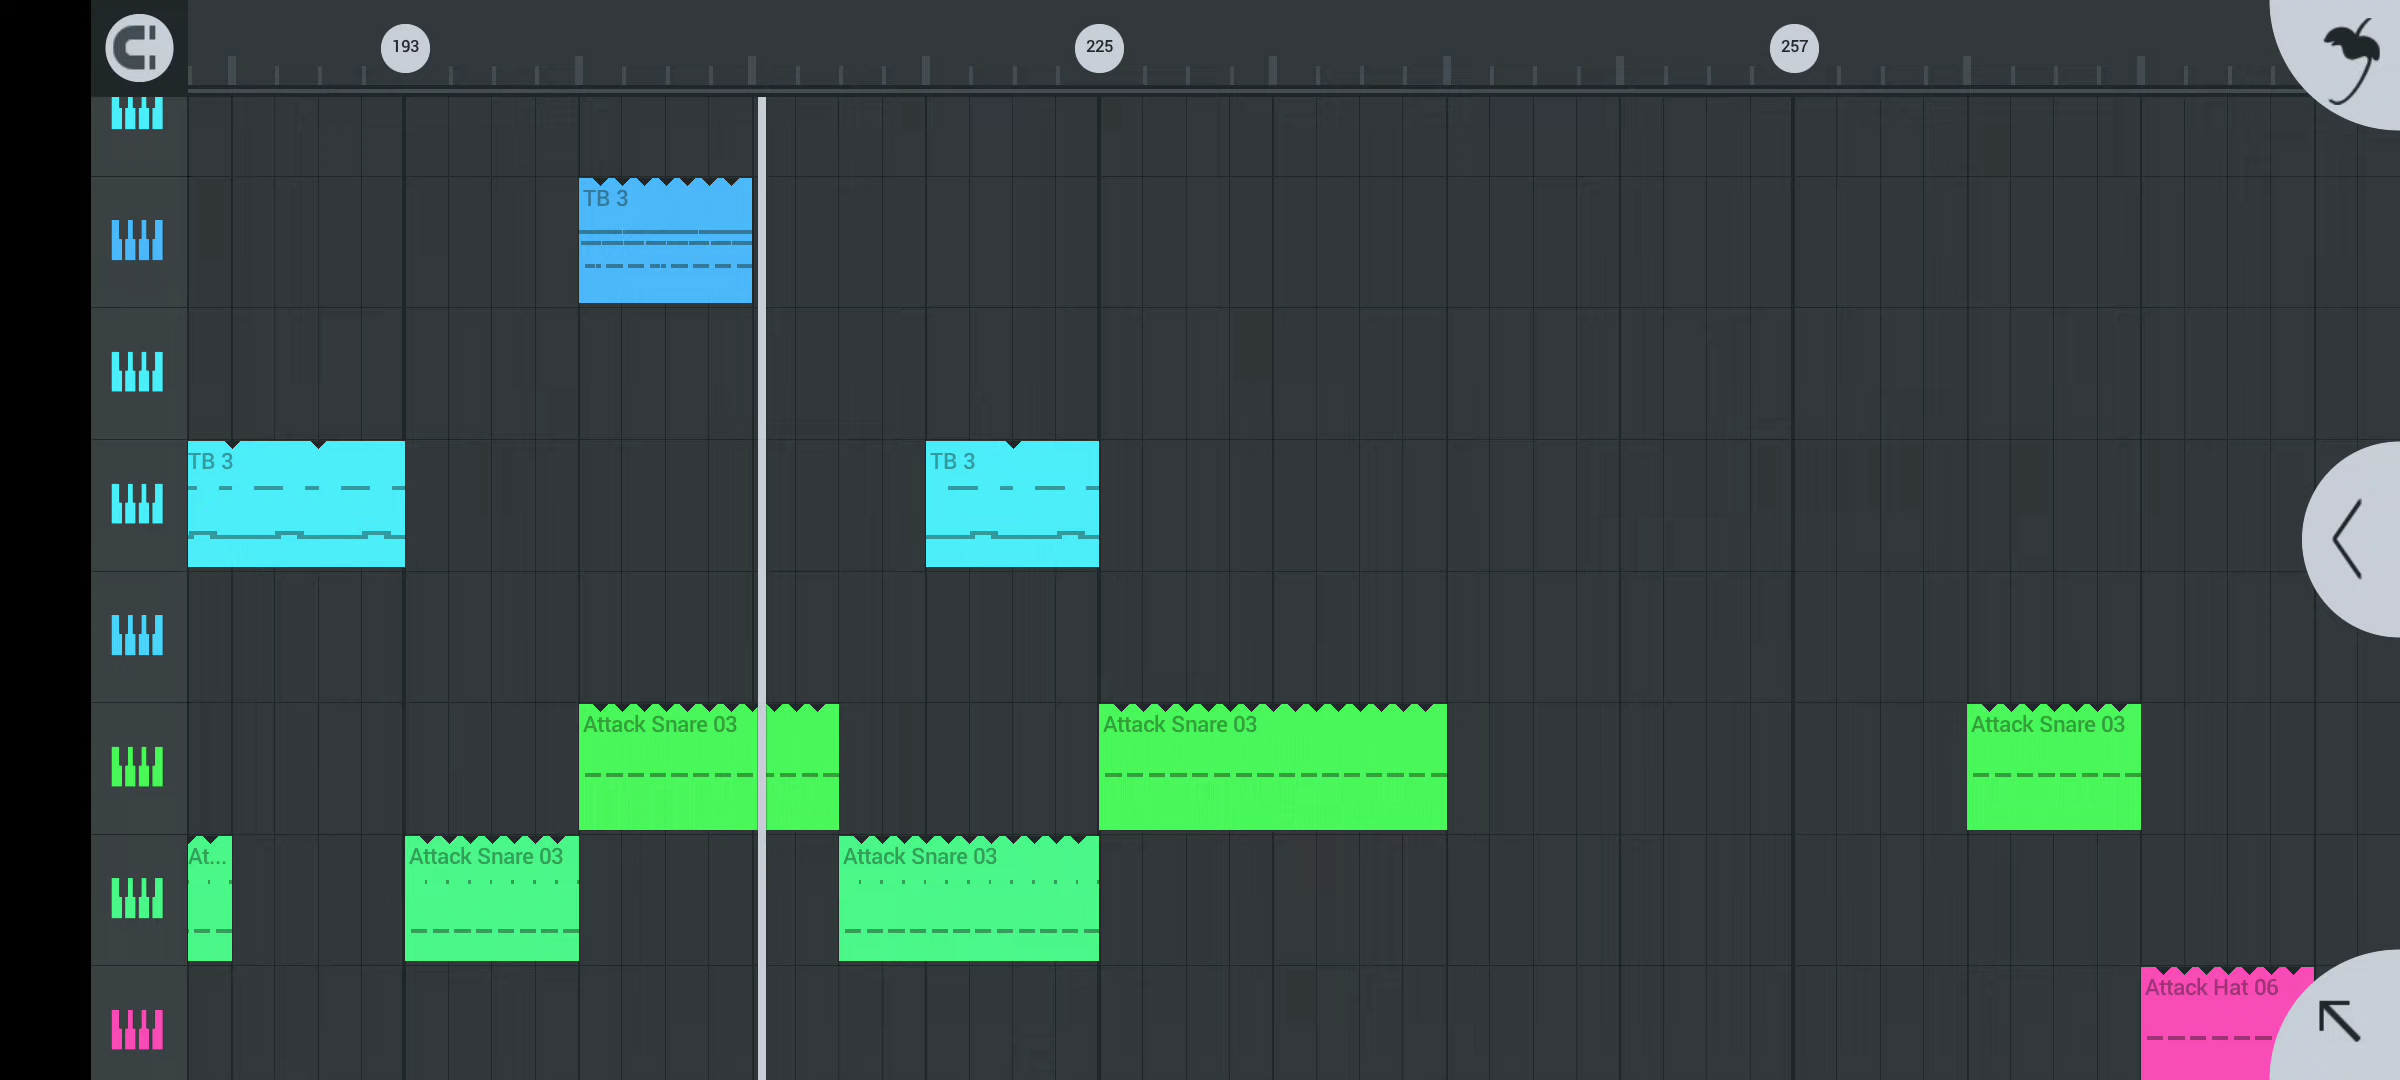 193
225
257
TB 3
TB 3
TB 3
Attack Snare 03
Attack Snare 03
Attack Snare 03
At...
Attack Snare 03
Attack Snare 03
Attack Hat 06